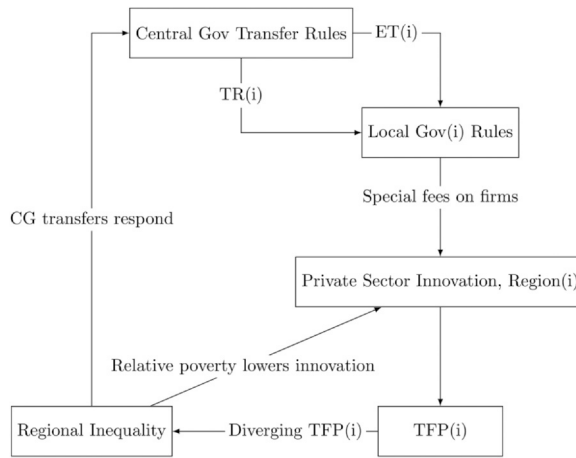 Central Gov Transfer Rules
ET(i)
TR(i)
Local Gov(i) Rules
Special fees on firms
CG transfers respond
Private Sector Innovation, Region(i)
Relative poverty lowers innovation
Regional Inequality
Diverging TFP(i)
TFP(i)